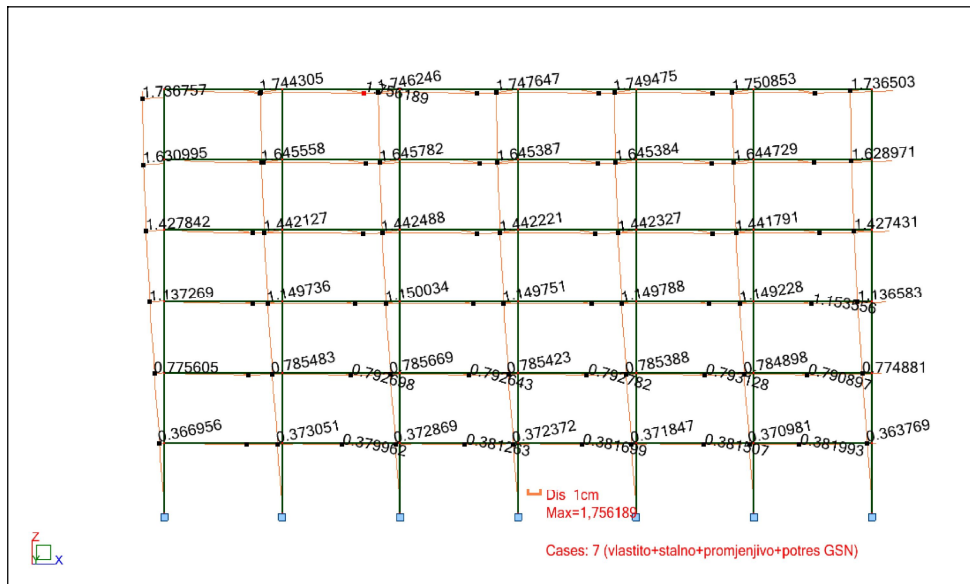 1.736757 1.744305 1.746246 1.747647 1.749475 1.750853 1.736503
1.756189
1.630995 1.645558 1.645782 1.645387 1.645384 1.644729 1.628971
1.427842 1.442127 1.442488 1.442221 1.442327 1.441791 1.427431
1.137269 1.149736 1.150034 1.149751 1.149788 1.149228 1.136583
1.153556
0.775605 0.785483 0.785669 0.785423 0.785388 0.784898 0.774881
0.792698 0.792643 0.792782 0.793128 0.790897
0.366956 0.373051 0.372869 0.372372 0.371847 0.370981 0.363769
0.379962 0.381263 0.381699 0.381993
Dis 1cm
Max=1,756189
Cases: 7 (vlastito+stalno+promjenjivo+potres GSN)
Z
Y X